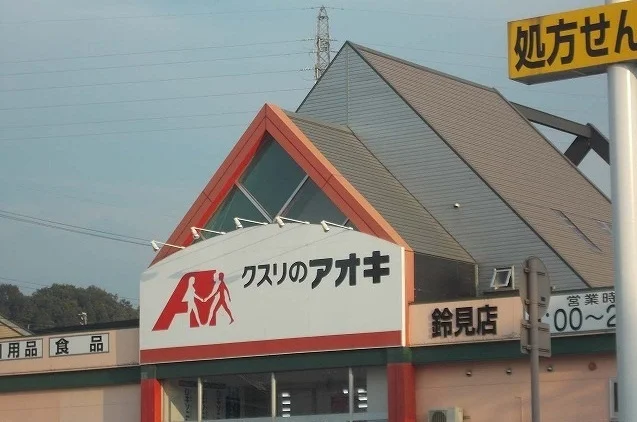 処方せん
クスリのアオキ
鈴見店
営業時
:00～2
用品 食品